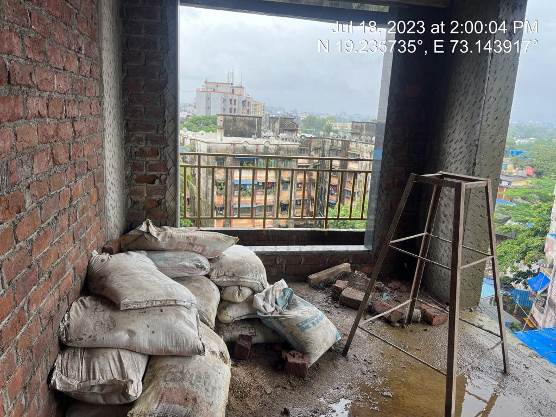 Jul 18, 2023 at 2:00:04 PM
N 19.235735°, E 73.143917°